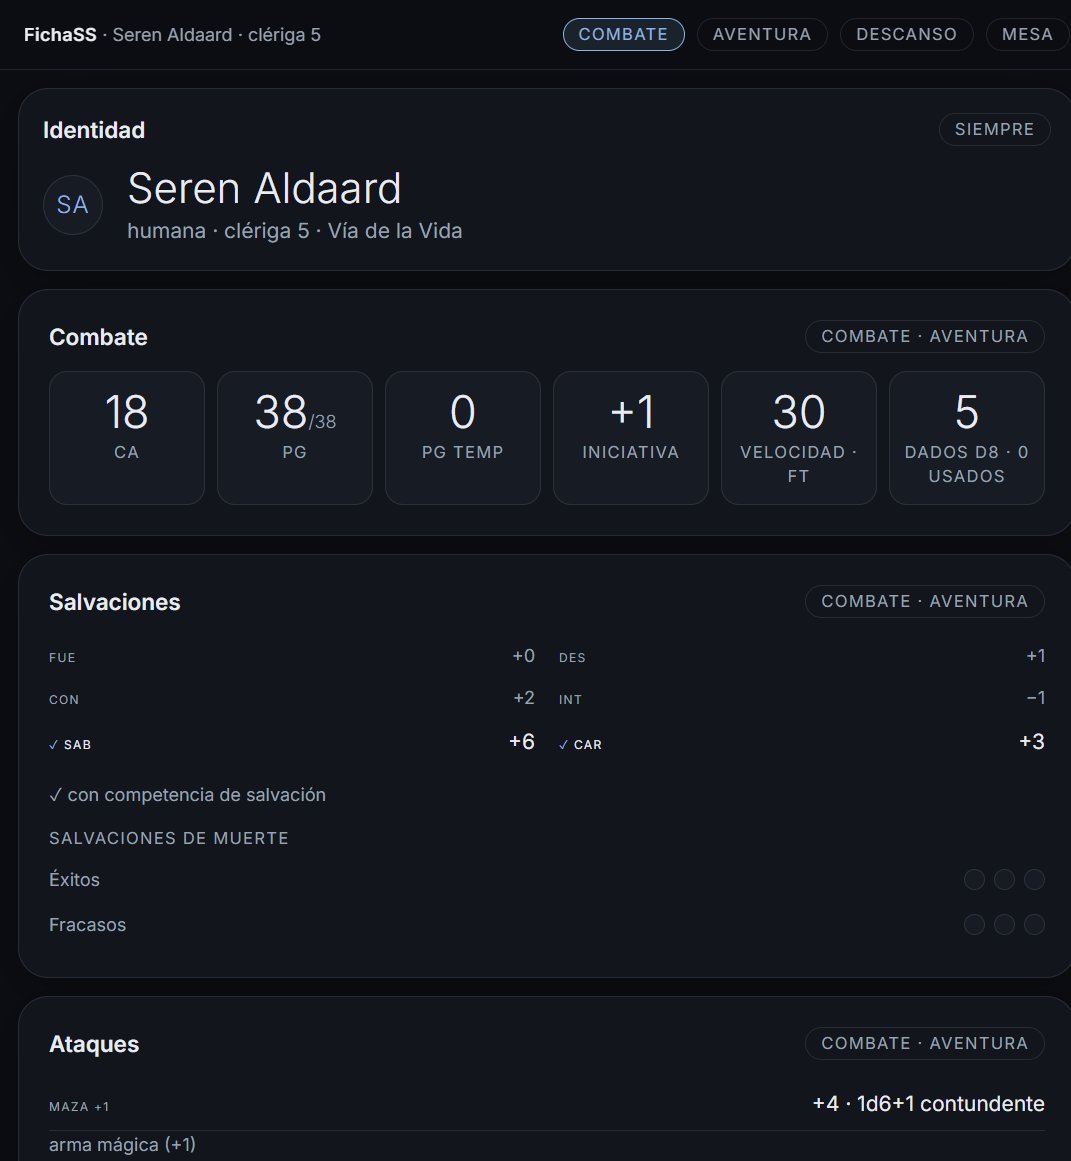 FichaSS · Seren Aldaard · clériga 5
COMBATE
AVENTURA
DESCANSO
MESA
Identidad
SIEMPRE
SA
Seren Aldaard
humana · clériga 5 · Vía de la Vida
Combate
COMBATE · AVENTURA
18
CA
38/38
PG
0
PG TEMP
+1
INICIATIVA
30
VELOCIDAD ·
FT
5
DADOS D8 · 0
USADOS
Salvaciones
COMBATE · AVENTURA
FUE +0
DES +1
CON +2
INT −1
✓ SAB +6
✓ CAR +3
✓ con competencia de salvación
SALVACIONES DE MUERTE
Éxitos
Fracasos
Ataques
COMBATE · AVENTURA
MAZA +1
+4 · 1d6+1 contundente
arma mágica (+1)